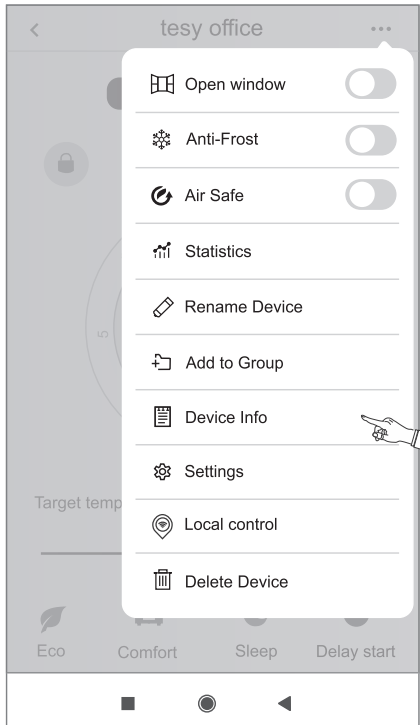 tesy office
Open window
Anti-Frost
Air Safe
Statistics
Rename Device
Add to Group
Device Info
Settings
Local control
Delete Device
5
Target temp
Eco Comfort Sleep Delay start